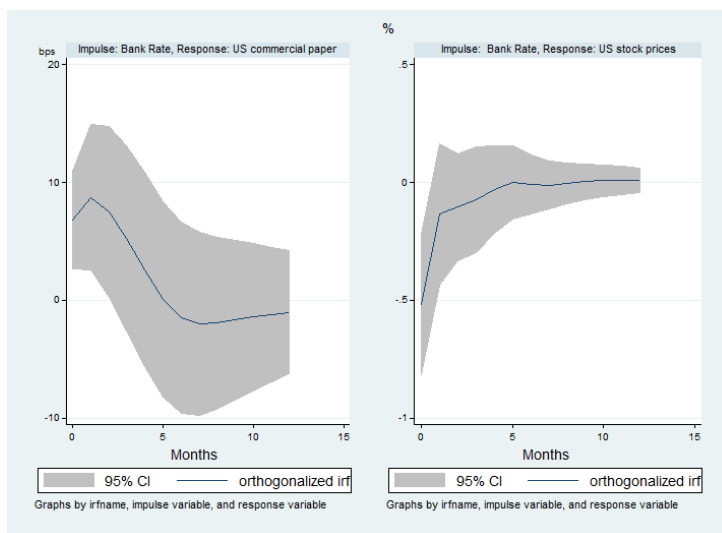 bps
Impulse: Bank Rate, Response: US commercial paper
20
10
0
-10
0
5
10
15
Months
95% CI
orthogonalized irf
Graphs by irfname, impulse variable, and response variable
%
Impulse: Bank Rate, Response: US stock prices
.5
0
-.5
-1
0
5
10
15
Months
95% CI
orthogonalized irf
Graphs by irfname, impulse variable, and response variable